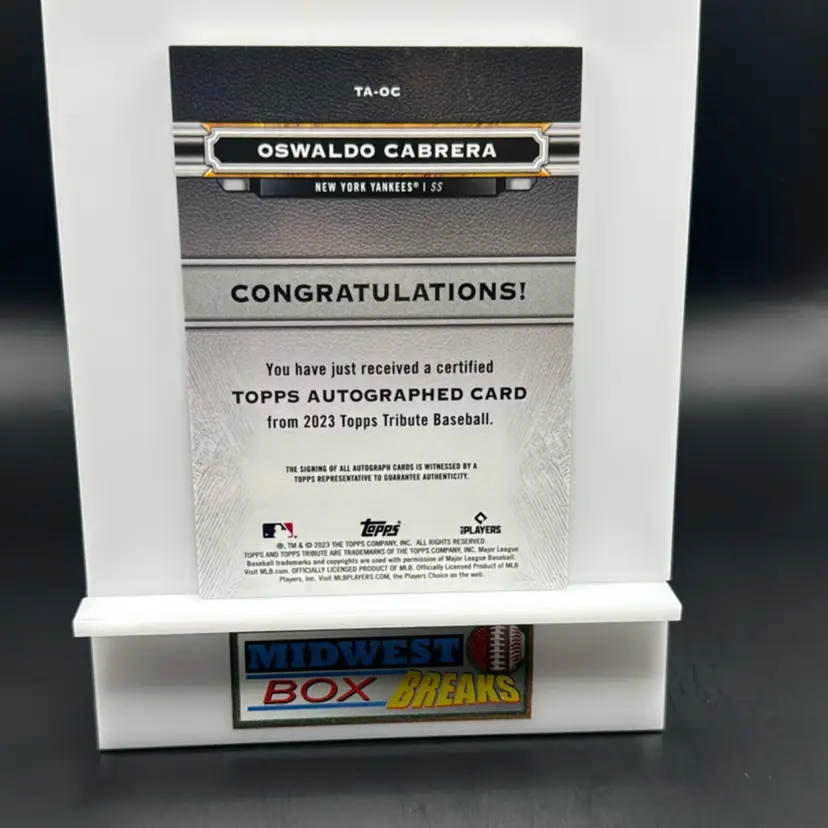 TA-OC
OSWALDO CABRERA
NEW YORK YANKEES® | SS
CONGRATULATIONS!
You have just received a certified
TOPPS AUTOGRAPHED CARD
from 2023 Topps Tribute Baseball.
THE SIGNING OF ALL AUTOGRAPH CARDS IS WITNESSED BY A
TOPPS REPRESENTATIVE TO GUARANTEE AUTHENTICITY.
topps PLAYERS
®, TM & © 2023 THE TOPPS COMPANY, INC. ALL RIGHTS RESERVED.
TOPPS AND TOPPS TRIBUTE ARE TRADEMARKS OF THE TOPPS COMPANY, INC. Major League
Baseball trademarks and copyrights are used with permission of Major League Baseball.
Visit MLB.com. OFFICIALLY LICENSED PRODUCT OF MLB. Officially Licensed Product of MLB
Players, Inc. Visit MLBPLAYERS.COM, the Players Choice on the web.
MIDWEST
BOX BREAKS